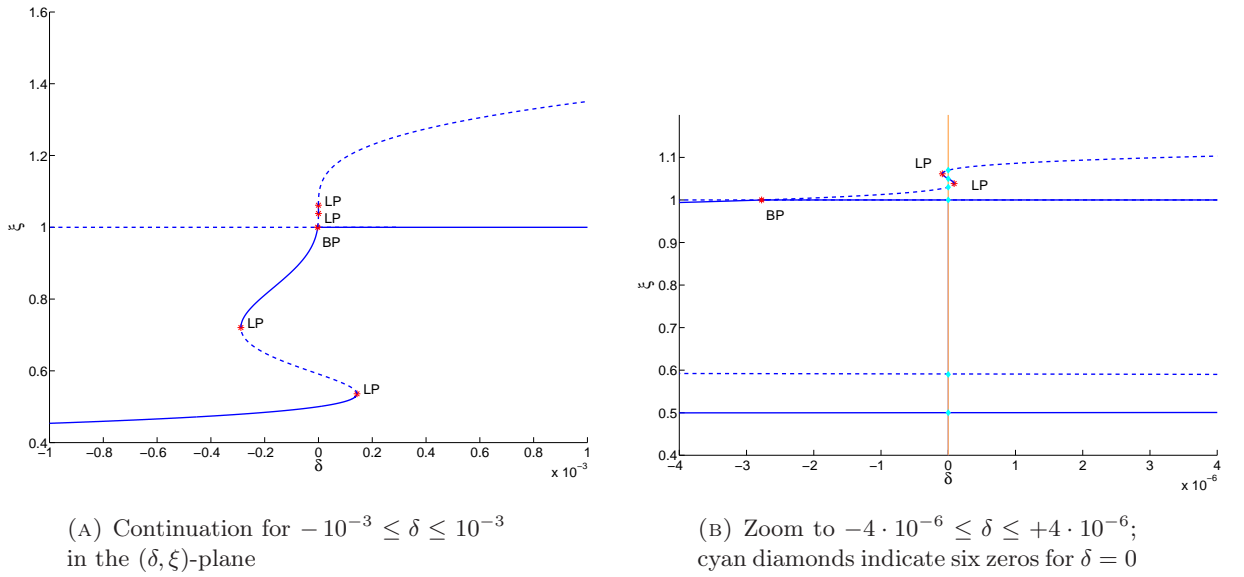 1.6
1.4
1.2
1
0.8
0.6
0.4
ξ
LP
LP
BP
LP
LP
−1 −0.8 −0.6 −0.4 −0.2 0 0.2 0.4 0.6 0.8 1
δ
x 10⁻³
(A) Continuation for − 10⁻³ ≤ δ ≤ 10⁻³
in the (δ, ξ)-plane
1.1
1
0.9
0.8
0.7
0.6
0.5
0.4
ξ
LP
LP
BP
−4 −3 −2 −1 0 1 2 3 4
δ
x 10⁻⁶
(B) Zoom to −4 · 10⁻⁶ ≤ δ ≤ +4 · 10⁻⁶;
cyan diamonds indicate six zeros for δ = 0